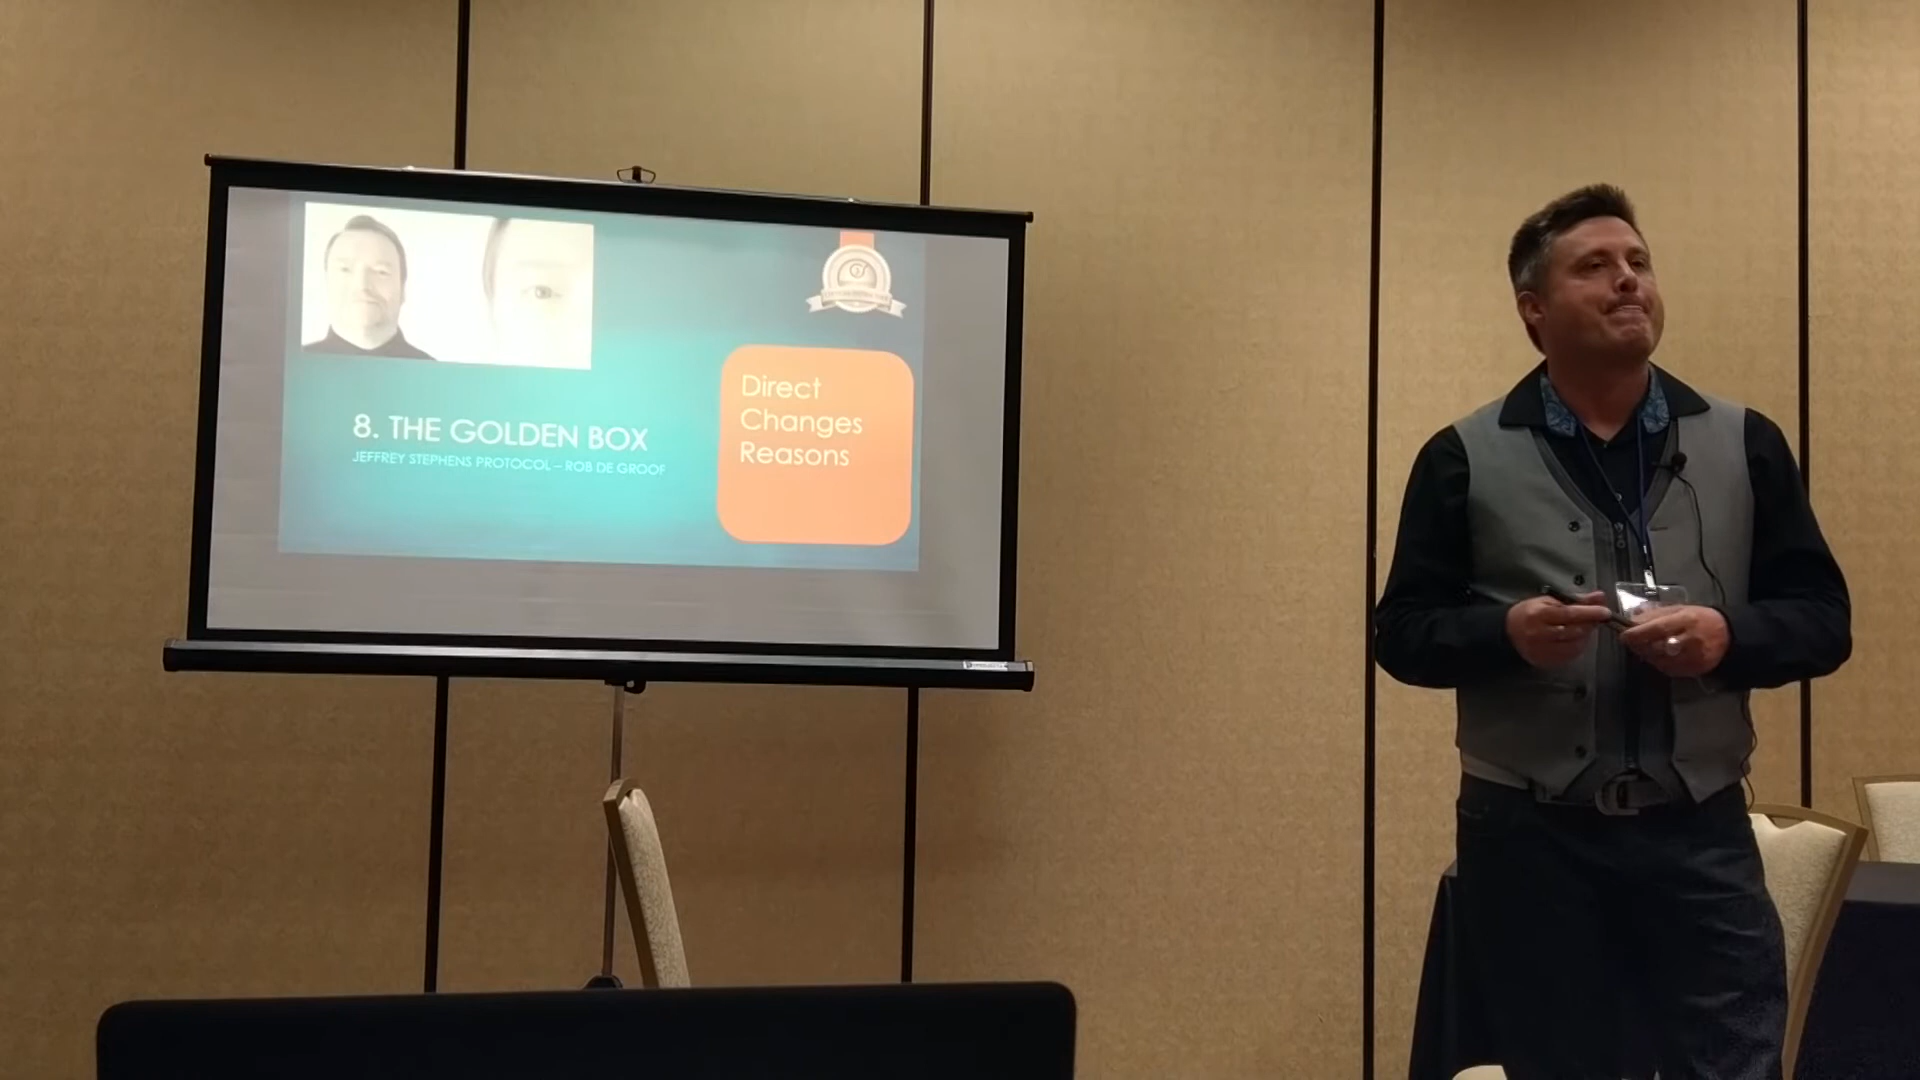 8. THE GOLDEN BOX
JEFFREY STEPHENS PROTOCOL – ROB DE GROOF
Direct
Changes
Reasons